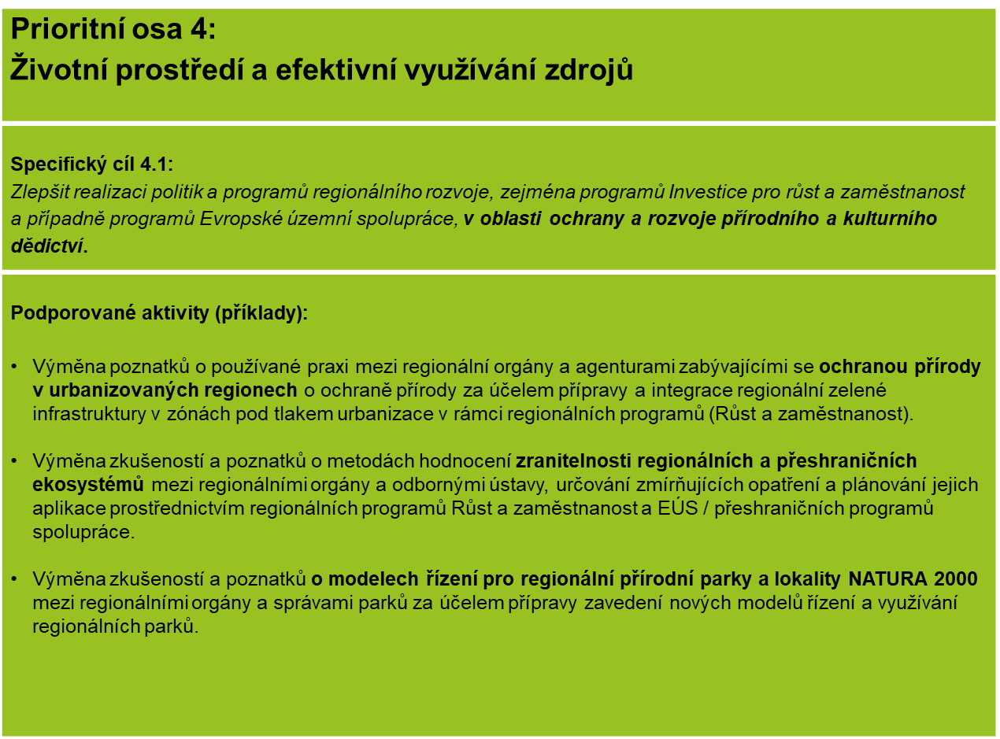 Prioritní osa 4:
Životní prostředí a efektivní využívání zdrojů
Specifický cíl 4.1:
Zlepšit realizaci politik a programů regionálního rozvoje, zejména programů Investice pro růst a zaměstnanost
a případně programů Evropské územní spolupráce, v oblasti ochrany a rozvoje přírodního a kulturního
dědictví.
Podporované aktivity (příklady):
• Výměna poznatků o používané praxi mezi regionální orgány a agenturami zabývajícími se ochranou přírody
v urbanizovaných regionech o ochraně přírody za účelem přípravy a integrace regionální zelené
infrastruktury v zónách pod tlakem urbanizace v rámci regionálních programů (Růst a zaměstnanost).
• Výměna zkušeností a poznatků o metodách hodnocení zranitelnosti regionálních a přeshraničních
ekosystémů mezi regionálními orgány a odbornými ústavy, určování zmírňujících opatření a plánování jejich
aplikace prostřednictvím regionálních programů Růst a zaměstnanost a EÚS / přeshraničních programů
spolupráce.
• Výměna zkušeností a poznatků o modelech řízení pro regionální přírodní parky a lokality NATURA 2000
mezi regionálními orgány a správami parků za účelem přípravy zavedení nových modelů řízení a využívání
regionálních parků.